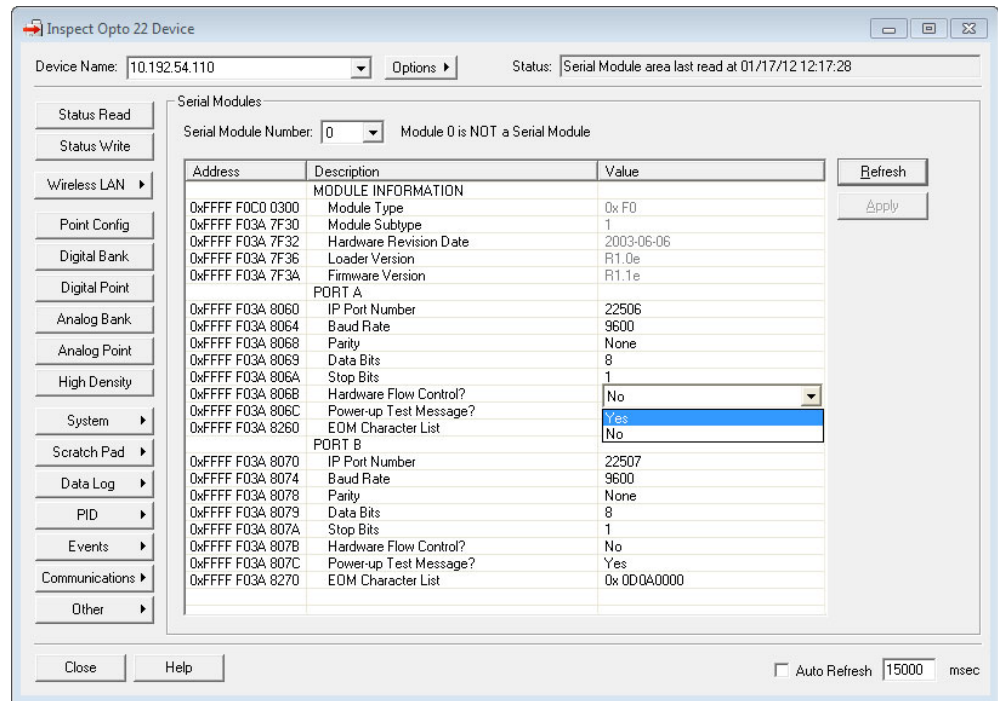 Inspect Opto 22 Device
Device Name: 10.192.54.110 Options Status: Serial Module area last read at 01/17/12 12:17:28
Status Read
Status Write
Wireless LAN
Point Config
Digital Bank
Digital Point
Analog Bank
Analog Point
High Density
System
Scratch Pad
Data Log
PID
Events
Communications
Other
Serial Modules
Serial Module Number: 0 Module 0 is NOT a Serial Module
Address Description Value
MODULE INFORMATION
0xFFFF F0C0 0300 Module Type 0x F0
0xFFFF F03A 7F30 Module Subtype 1
0xFFFF F03A 7F32 Hardware Revision Date 2003-06-06
0xFFFF F03A 7F36 Loader Version R1.0e
0xFFFF F03A 7F3A Firmware Version R1.1e
PORT A
0xFFFF F03A 8060 IP Port Number 22506
0xFFFF F03A 8064 Baud Rate 9600
0xFFFF F03A 8068 Parity None
0xFFFF F03A 8069 Data Bits 8
0xFFFF F03A 806A Stop Bits 1
0xFFFF F03A 806B Hardware Flow Control? No
0xFFFF F03A 806C Power-up Test Message? Yes
0xFFFF F03A 8260 EOM Character List No
PORT B
0xFFFF F03A 8070 IP Port Number 22507
0xFFFF F03A 8074 Baud Rate 9600
0xFFFF F03A 8078 Parity None
0xFFFF F03A 8079 Data Bits 8
0xFFFF F03A 807A Stop Bits 1
0xFFFF F03A 807B Hardware Flow Control? No
0xFFFF F03A 807C Power-up Test Message? Yes
0xFFFF F03A 8270 EOM Character List 0x 0D0A0000
Refresh
Apply
Close Help Auto Refresh 15000 msec